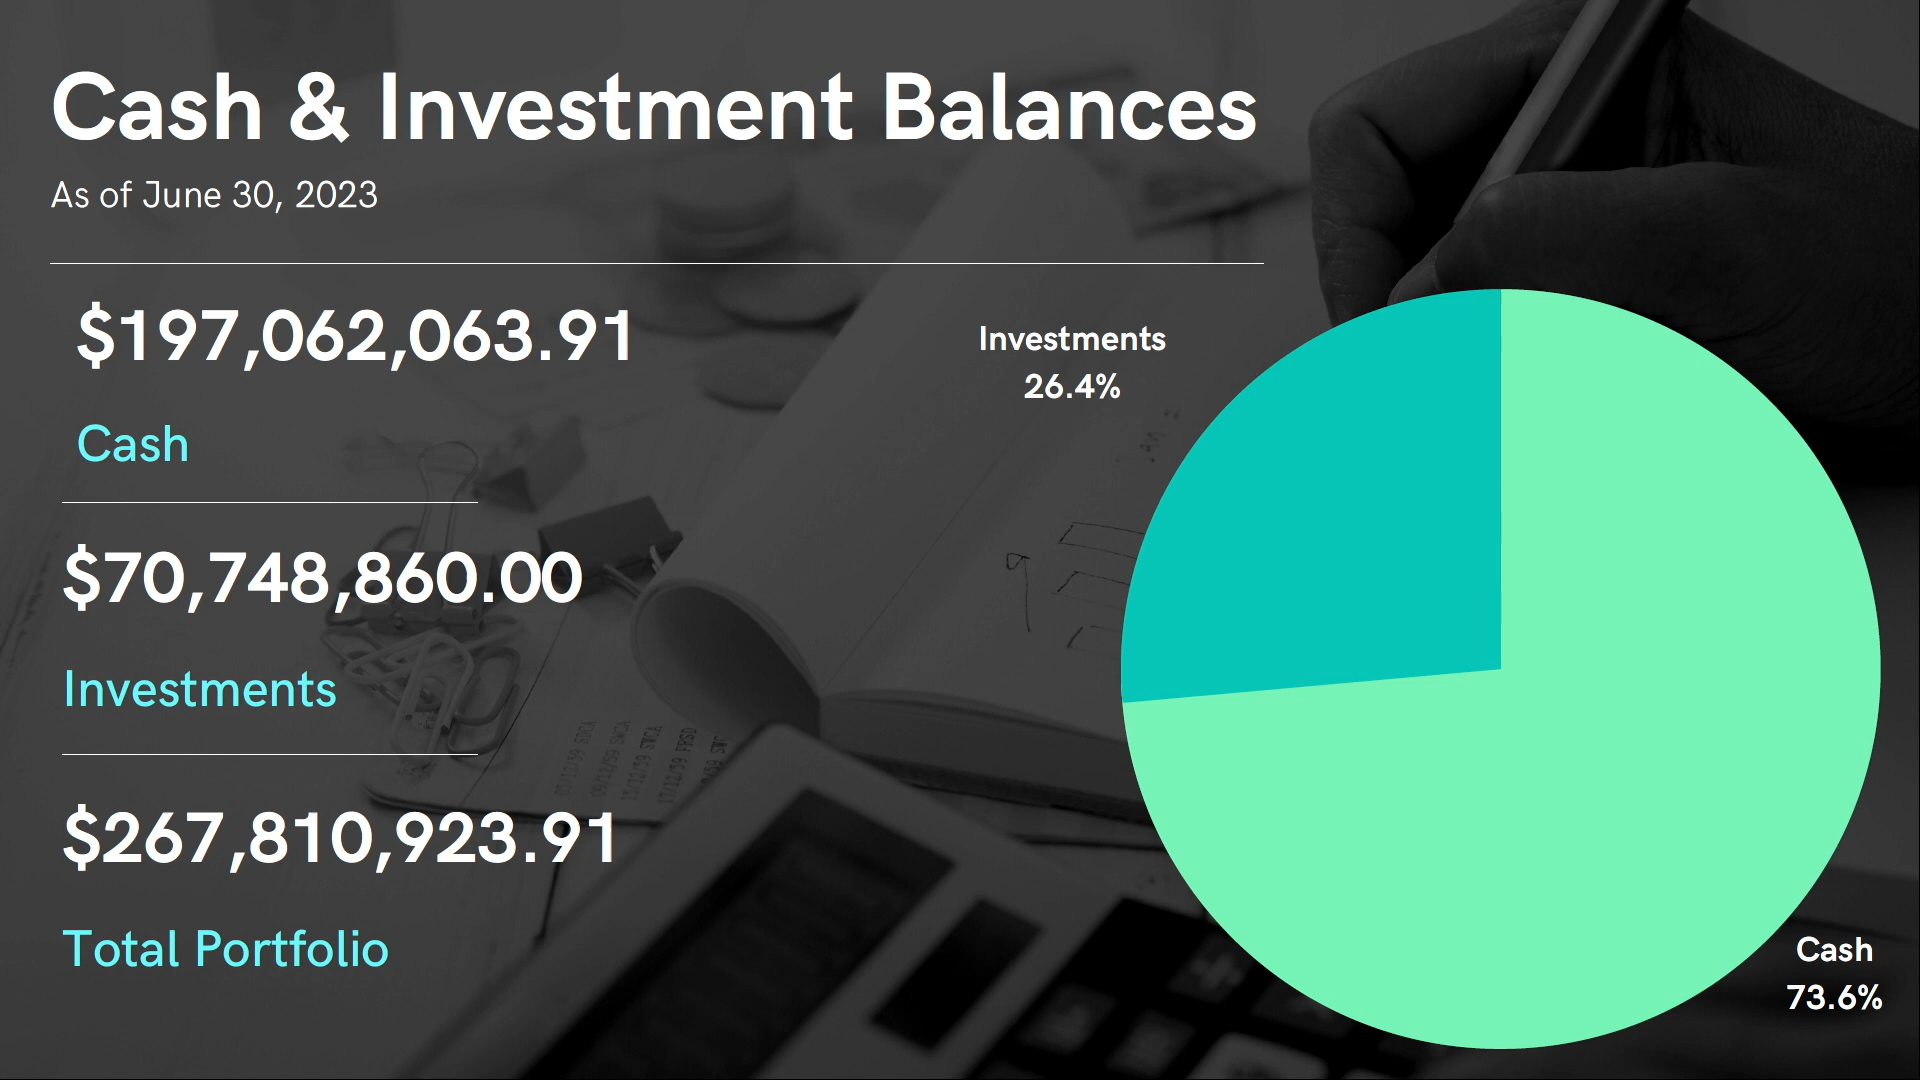 Cash & Investment Balances
As of June 30, 2023
$197,062,063.91
Cash
$70,748,860.00
Investments
$267,810,923.91
Total Portfolio
Investments
26.4%
Cash
73.6%